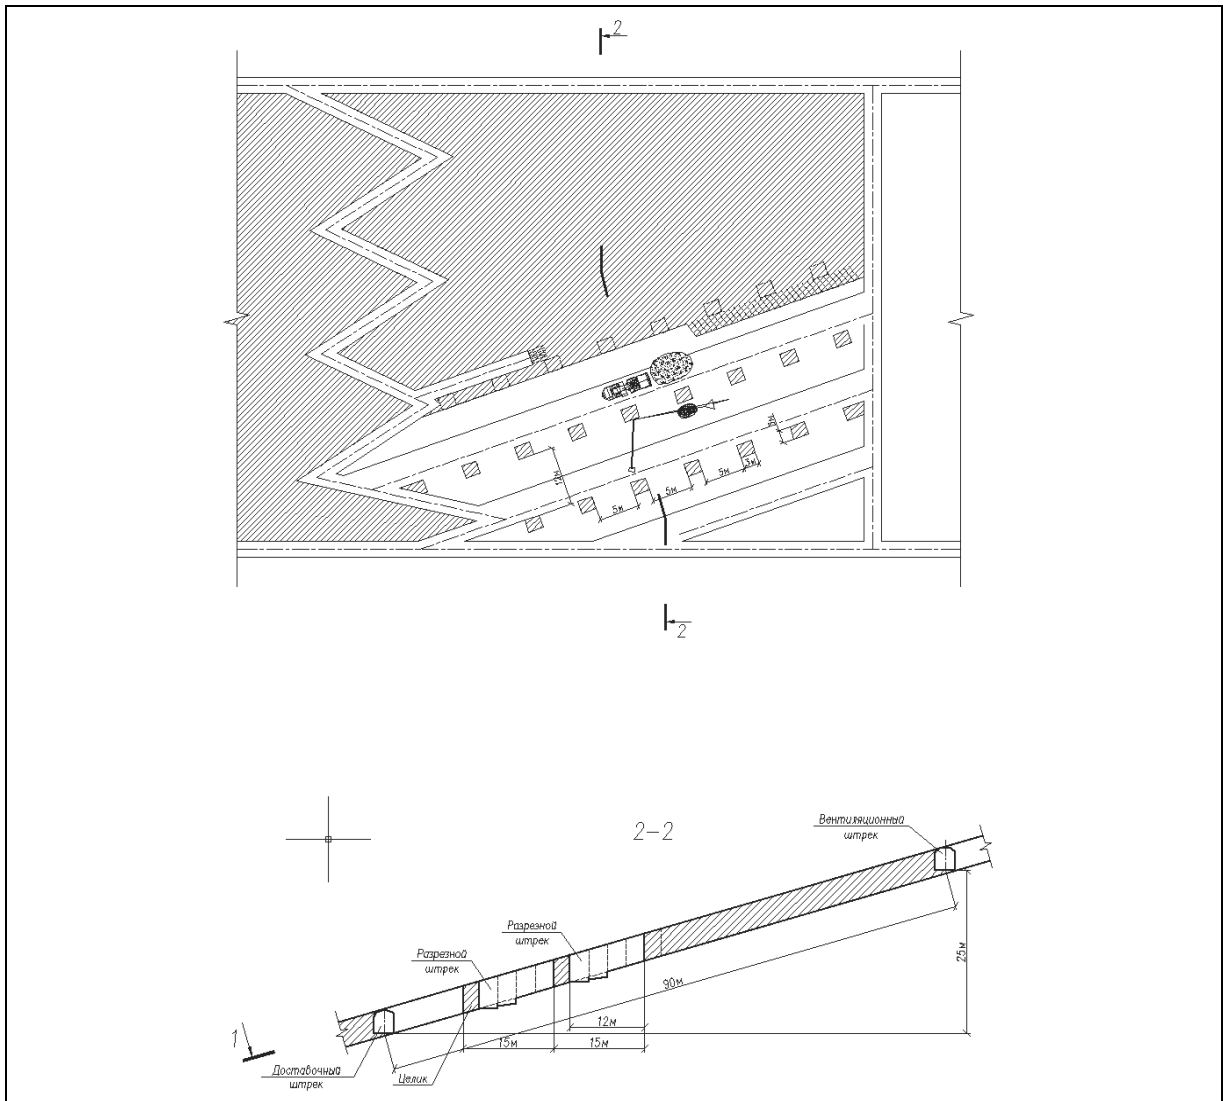 2
12м
3м
5м
3м
5м
5м
2
2-2
Вентиляционный
штрек
Разрезной
штрек
Разрезной
штрек
25м
90м
12м
1
15м
15м
Доставочный
штрек
Целик